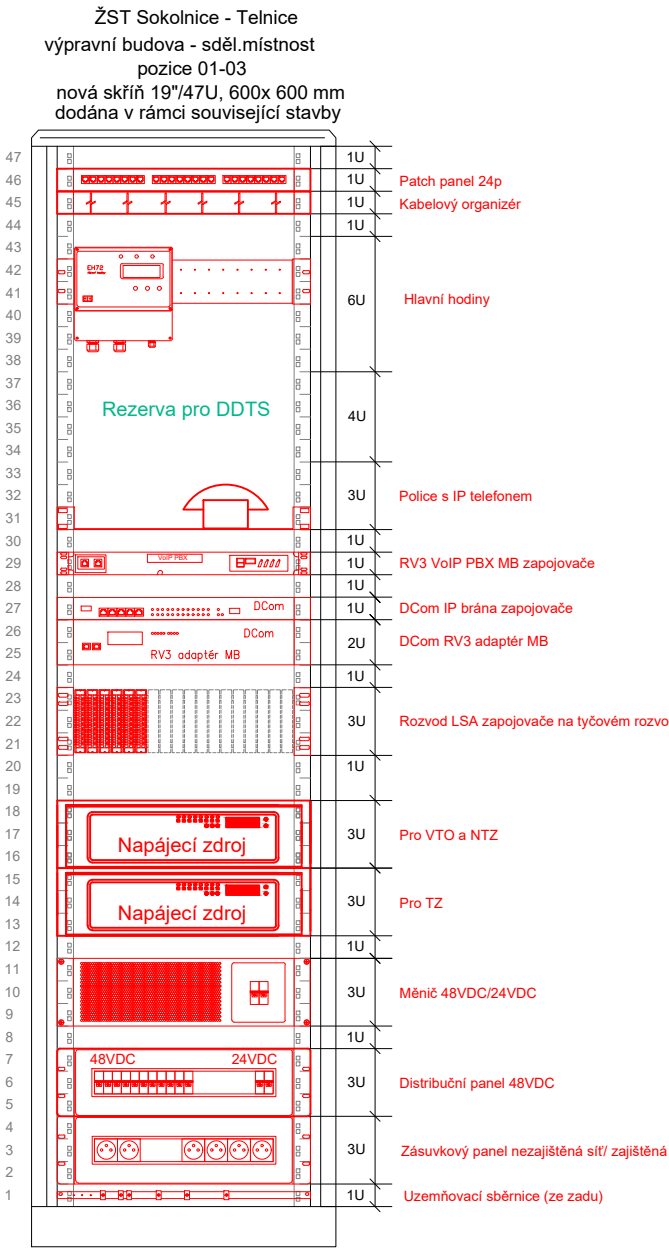 ŽST Sokolnice - Telnice
výpravní budova - sděl.místnost
pozice 01-03
nová skříň 19"/47U, 600x 600 mm
dodána v rámci související stavby
47 1U
46 1U Patch panel 24p
45 1U Kabelový organizér
44 1U
43
42 EH72
41 6U Hlavní hodiny
40
39
38
37
36 Rezerva pro DDTS
35 4U
34
33
32 3U Police s IP telefonem
31
30 1U
29 VoIP PBX 1U RV3 VoIP PBX MB zapojovače
28 1U
27 DCom 1U DCom IP brána zapojovače
26 DCom 2U DCom RV3 adaptér MB
25 RV3 adaptér MB
24 1U
23
22 3U Rozvod LSA zapojovače na tyčovém rozvo
21
20 1U
19
18
17 Napájecí zdroj 3U Pro VTO a NTZ
16
15
14 Napájecí zdroj 3U Pro TZ
13
12 1U
11
10 3U Měnič 48VDC/24VDC
9
8 1U
7 48VDC 24VDC
6 3U Distribuční panel 48VDC
5
4
3 3U Zásuvkový panel nezajištěná síť/ zajištěná
2
1 1U Uzemňovací sběrnice (ze zadu)